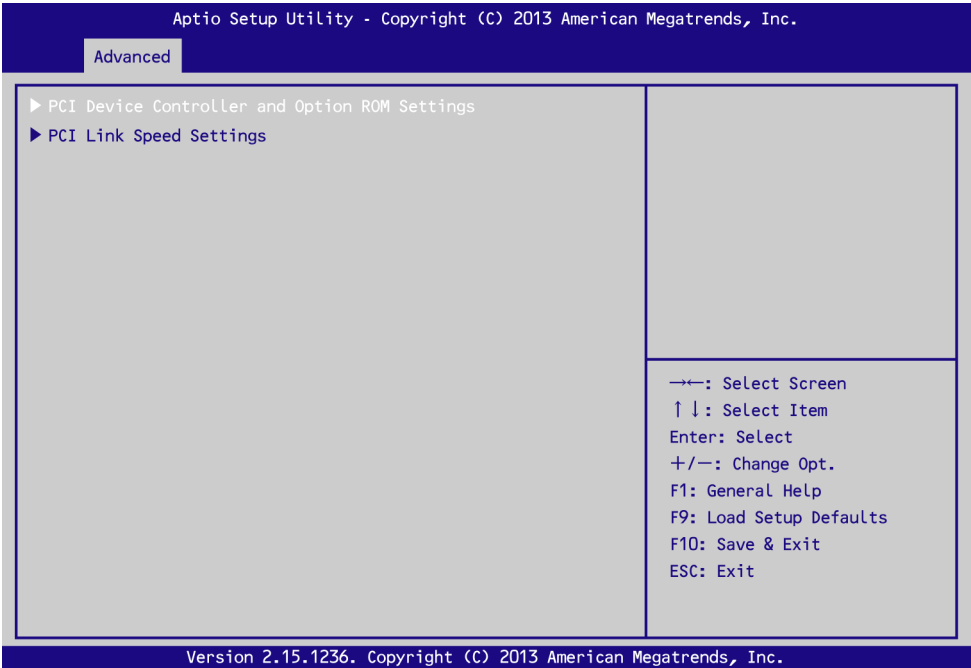 Aptio Setup Utility - Copyright (C) 2013 American Megatrends, Inc.
Advanced
▶ PCI Device Controller and Option ROM Settings
▶ PCI Link Speed Settings
→←: Select Screen
↑↓: Select Item
Enter: Select
+/−: Change Opt.
F1: General Help
F9: Load Setup Defaults
F10: Save & Exit
ESC: Exit
Version 2.15.1236. Copyright (C) 2013 American Megatrends, Inc.